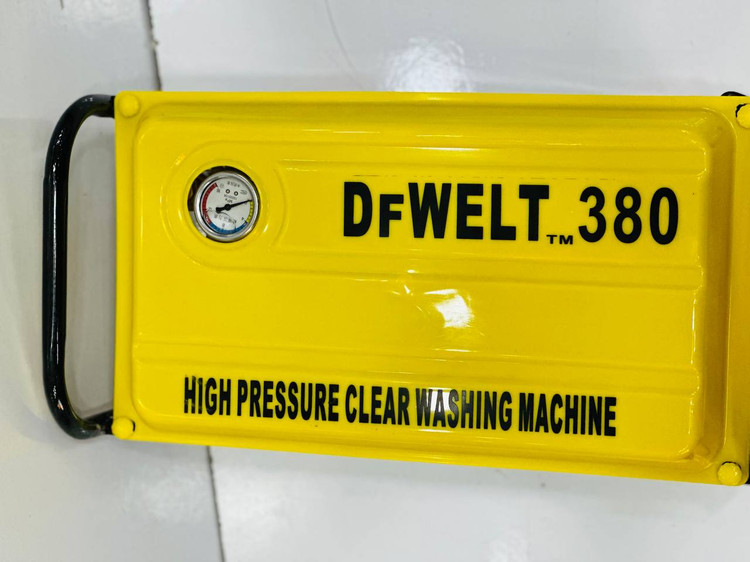 DFWELT™ 380
HIGH PRESSURE CLEAR WASHING MACHINE